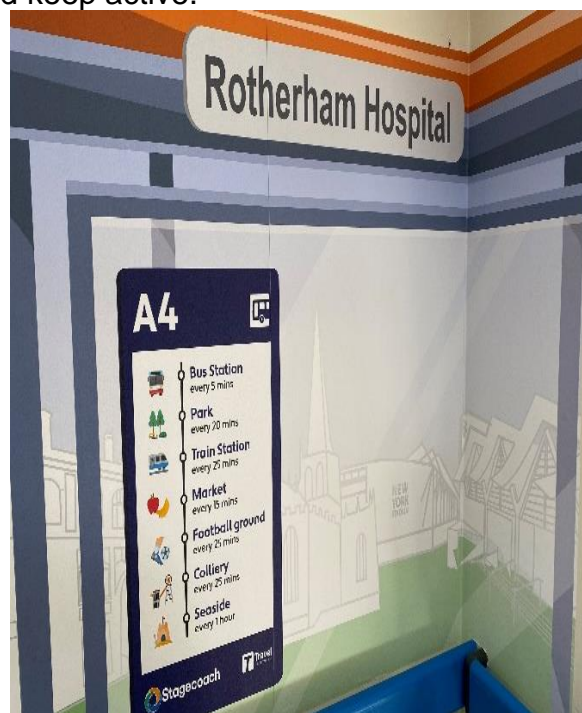 d keep active.
Rotherham Hospital
A4
Bus Station
every 5 mins
Park
every 20 mins
Train Station
every 25 mins
Market
every 15 mins
Football ground
every 25 mins
Colliery
every 25 mins
Seaside
every 1 hour
Stagecoach
Travel
NEW
YORK